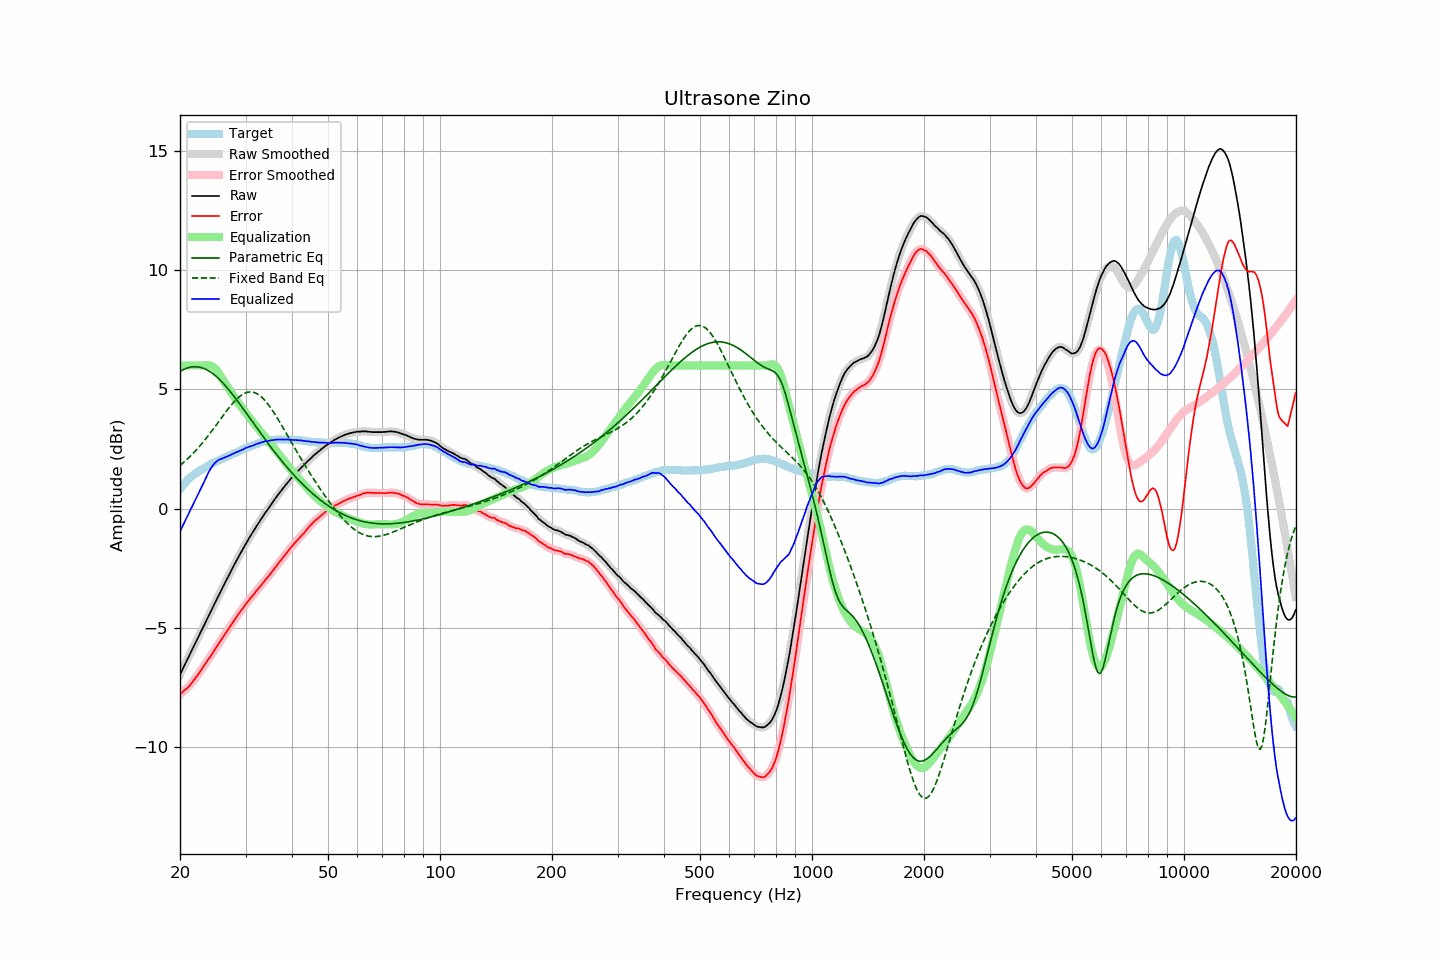 Ultrasone Zino
Target
Raw Smoothed
Error Smoothed
Raw
Error
Equalization
Parametric Eq
Fixed Band Eq
Equalized
15
10
5
0
−5
−10
Amplitude (dBr)
20
50
100
200
500
1000
2000
5000
10000
20000
Frequency (Hz)